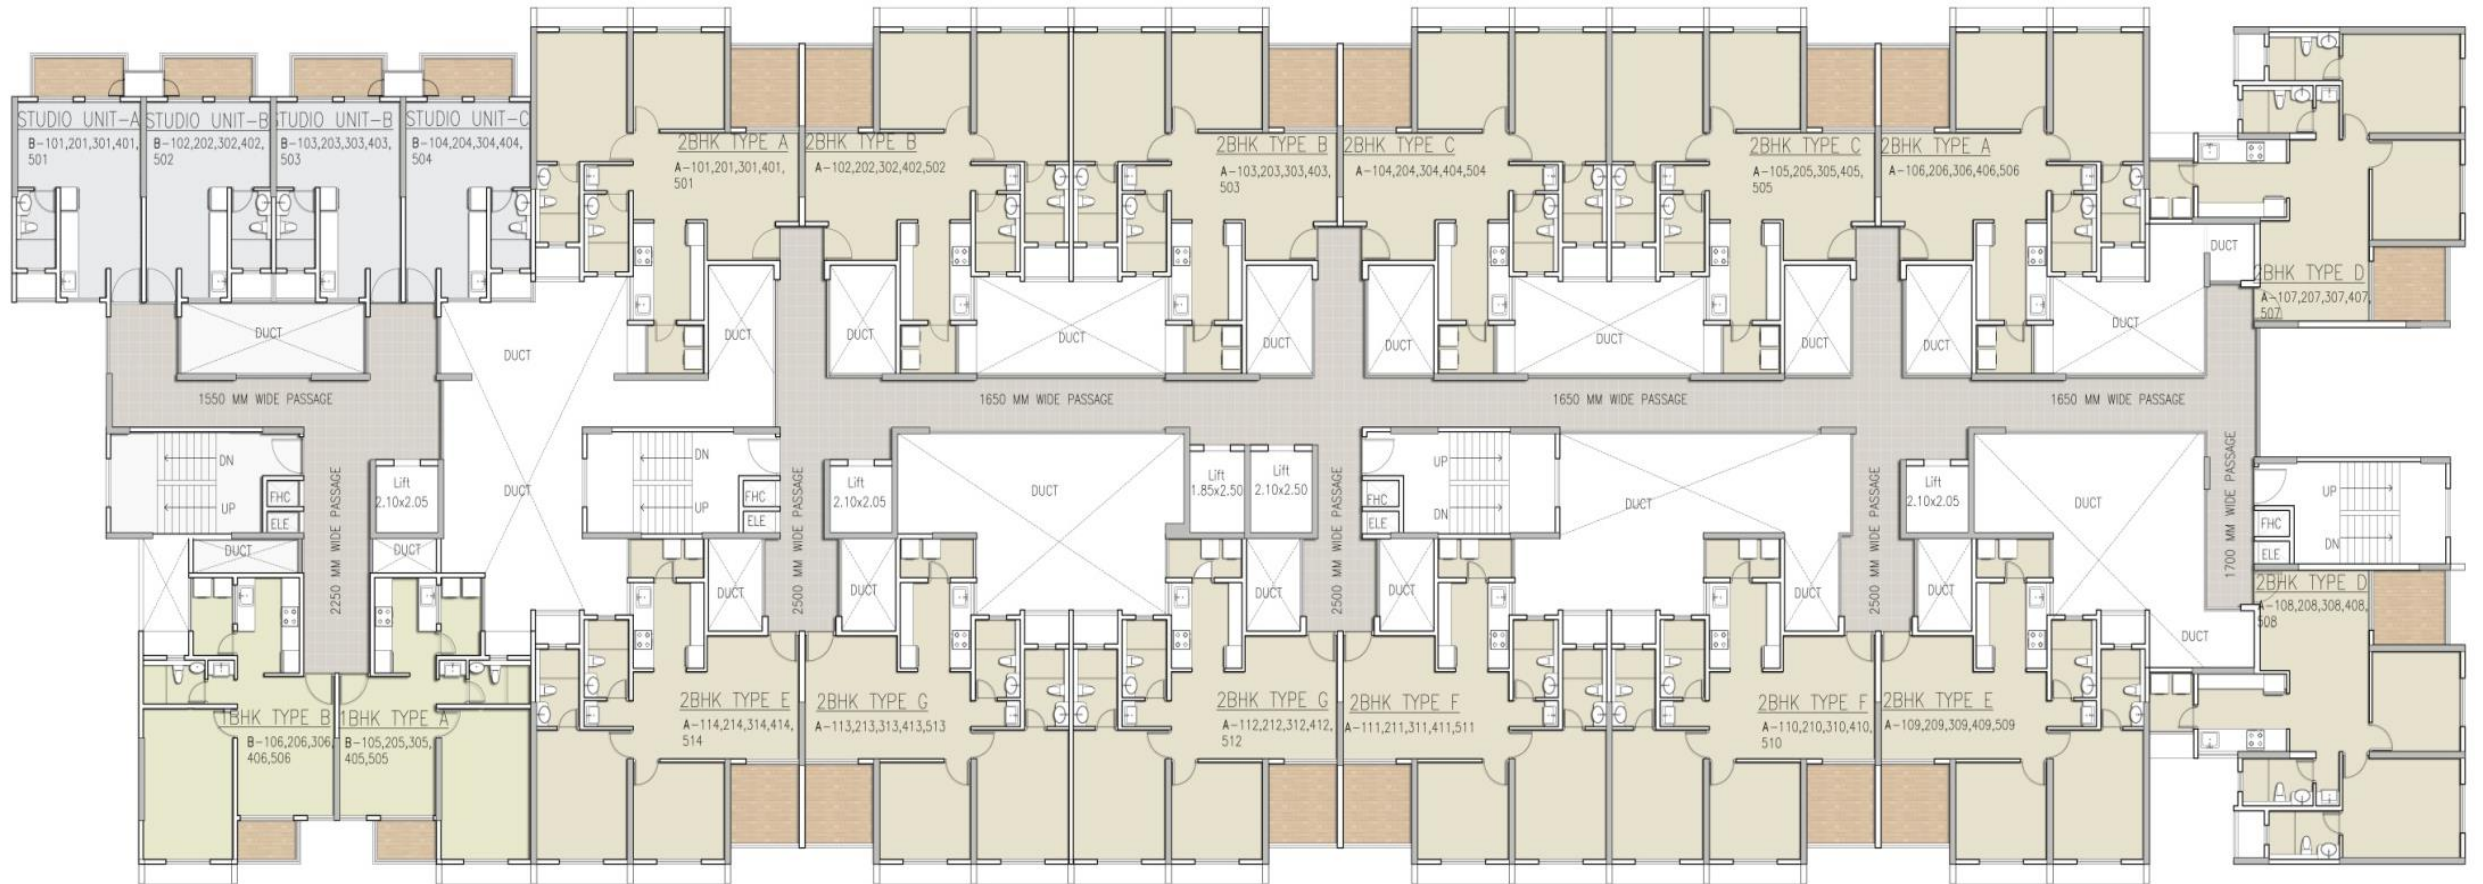 STUDIO UNIT-A
B-101,201,301,401,
501
STUDIO UNIT-B
B-102,202,302,402,
502
STUDIO UNIT-B
B-103,203,303,403,
503
STUDIO UNIT-C
B-104,204,304,404,
504
2BHK TYPE A
A-101,201,301,401,
501
2BHK TYPE B
A-102,202,302,402,502
2BHK TYPE B
A-103,203,303,403,
503
2BHK TYPE C
A-104,204,304,404,504
2BHK TYPE C
A-105,205,305,405,
505
2BHK TYPE A
A-106,206,306,406,506
DUCT
2BHK TYPE D
A-107,207,307,407,
507
DUCT
DUCT
DUCT
DUCT
DUCT
DUCT
DUCT
DUCT
DUCT
DUCT
DUCT
1550 MM WIDE PASSAGE
1650 MM WIDE PASSAGE
1650 MM WIDE PASSAGE
1650 MM WIDE PASSAGE
DN
UP
FHC
ELE
2250 MM WIDE PASSAGE
Lift
2.10x2.05
DUCT
DN
UP
FHC
ELE
2500 MM WIDE PASSAGE
Lift
2.10x2.05
DUCT
Lift
1.85x2.50
Lift
2.10x2.50
2500 MM WIDE PASSAGE
UP
DN
FHC
ELE
DUCT
2500 MM WIDE PASSAGE
Lift
2.10x2.05
DUCT
1700 MM WIDE PASSAGE
UP
DN
FHC
ELE
DUCT
DUCT
DUCT
DUCT
DUCT
DUCT
DUCT
DUCT
DUCT
2BHK TYPE D
A-108,208,308,408,
508
1BHK TYPE B
B-106,206,306,
406,506
1BHK TYPE A
B-105,205,305,
405,505
2BHK TYPE E
A-114,214,314,414,
514
2BHK TYPE G
A-113,213,313,413,513
2BHK TYPE G
A-112,212,312,412,
512
2BHK TYPE F
A-111,211,311,411,511
2BHK TYPE F
A-110,210,310,410,
510
2BHK TYPE E
A-109,209,309,409,509